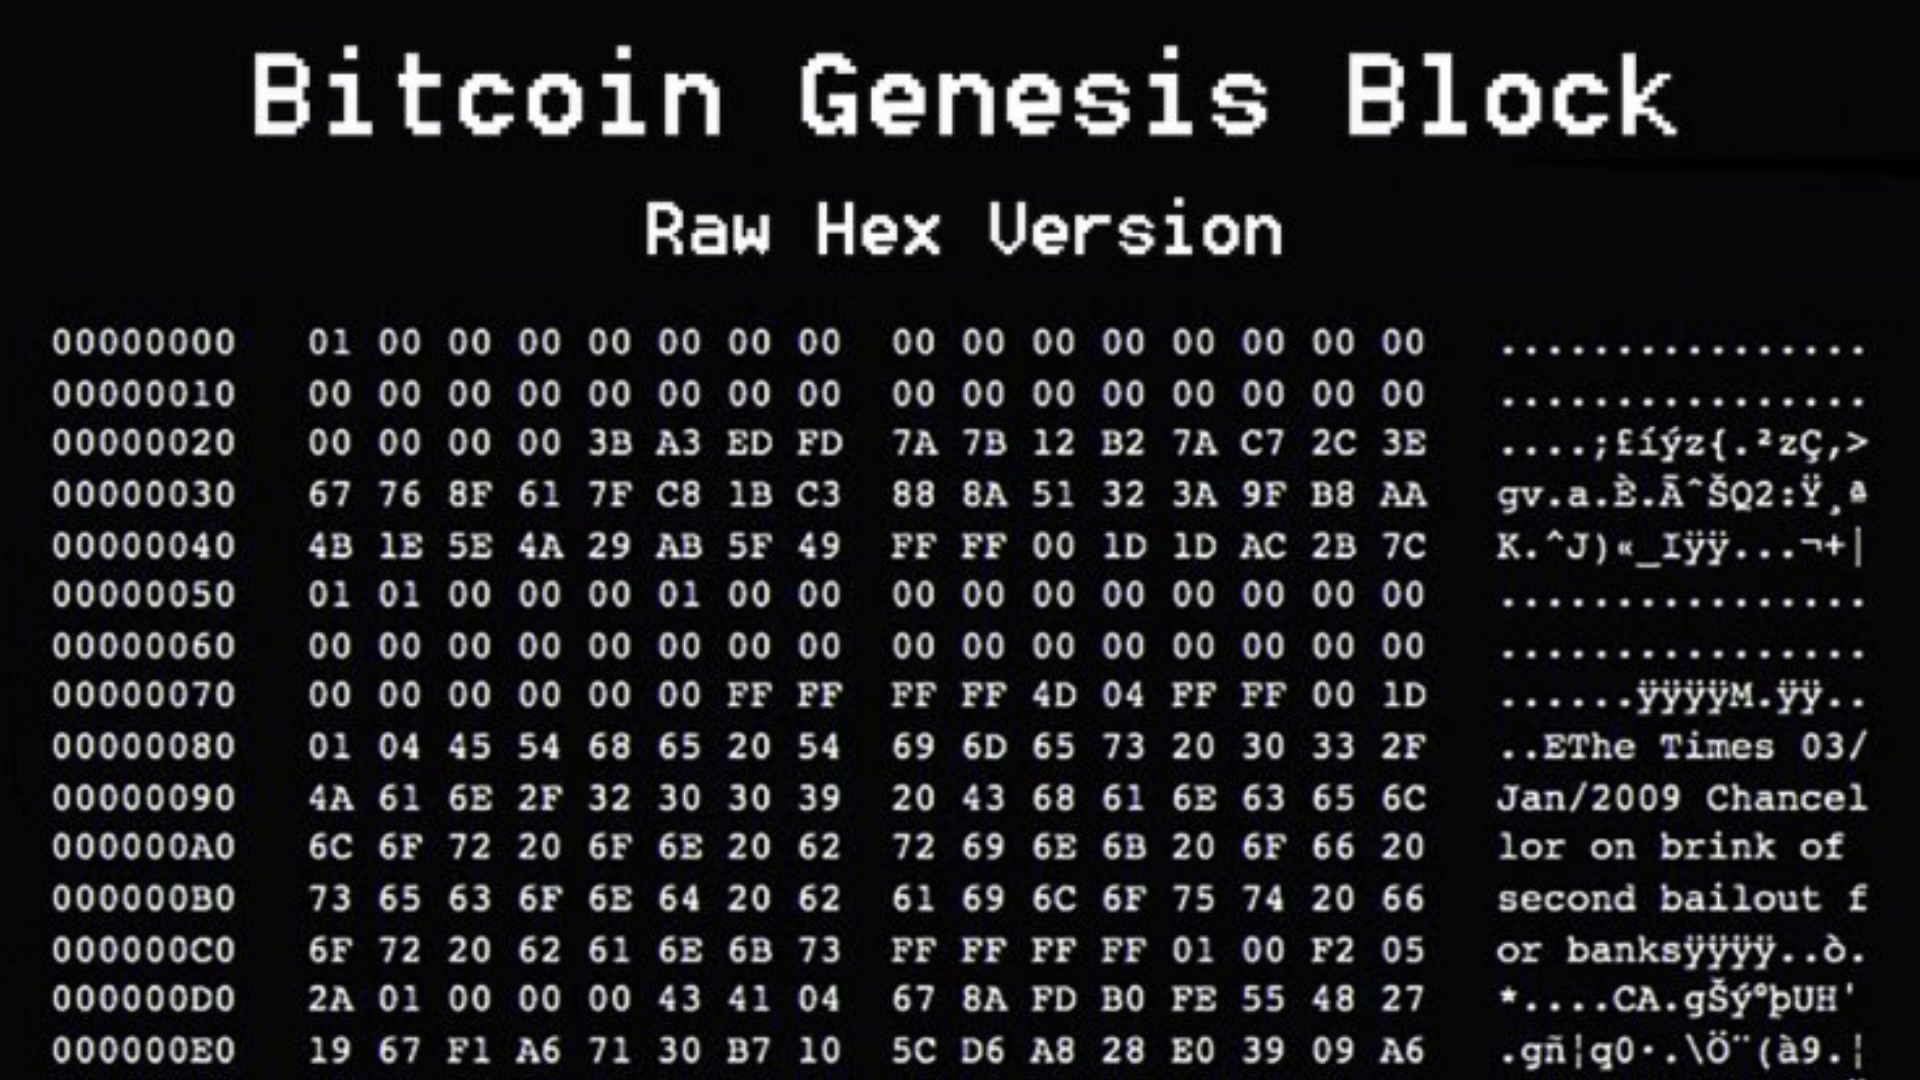 Bitcoin Genesis Block
Raw Hex Version
00000000 01 00 00 00 00 00 00 00 00 00 00 00 00 00 00 00 ................
00000010 00 00 00 00 00 00 00 00 00 00 00 00 00 00 00 00 ................
00000020 00 00 00 00 3B A3 ED FD 7A 7B 12 B2 7A C7 2C 3E ....;£íýz{.²zÇ,>
00000030 67 76 8F 61 7F C8 1B C3 88 8A 51 32 3A 9F B8 AA gv.a.È.ÃˆŠQ2:Ÿ¸ª
00000040 4B 1E 5E 4A 29 AB 5F 49 FF FF 00 1D 1D AC 2B 7C K.^J)«_Iÿÿ...¬+|
00000050 01 01 00 00 00 01 00 00 00 00 00 00 00 00 00 00 ................
00000060 00 00 00 00 00 00 00 00 00 00 00 00 00 00 00 00 ................
00000070 00 00 00 00 00 00 FF FF FF FF 4D 04 FF FF 00 1D ......ÿÿÿÿM.ÿÿ..
00000080 01 04 45 54 68 65 20 54 69 6D 65 73 20 30 33 2F ..EThe Times 03/
00000090 4A 61 6E 2F 32 30 30 39 20 43 68 61 6E 63 65 6C Jan/2009 Chancel
000000A0 6C 6F 72 20 6F 6E 20 62 72 69 6E 6B 20 6F 66 20 lor on brink of
000000B0 73 65 63 6F 6E 64 20 62 61 69 6C 6F 75 74 20 66 second bailout f
000000C0 6F 72 20 62 61 6E 6B 73 FF FF FF FF 01 00 F2 05 or banksÿÿÿÿ..ò.
000000D0 2A 01 00 00 00 43 41 04 67 8A FD B0 FE 55 48 27 *....CA.gŠý°þUH'
000000E0 19 67 F1 A6 71 30 B7 10 5C D6 A8 28 E0 39 09 A6 .gñ¦q0·.\Ö¨(à9.¦